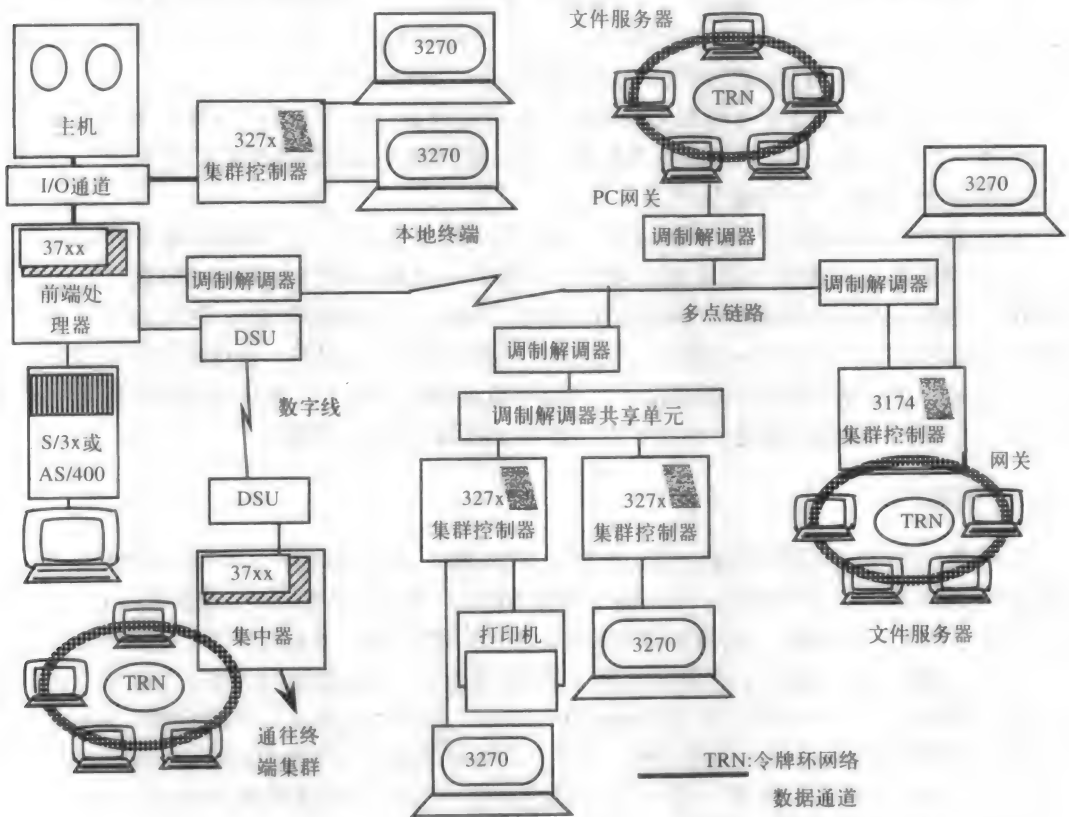 主机
I/O通道
37xx
前端处
理器
S/3x或
AS/400
327x
集群控制器
3270
3270
本地终端
文件服务器
TRN
PC网关
调制解调器
3270
调制解调器
多点链路
调制解调器
DSU
数字线
DSU
37xx
集中器
TRN
通往终
端集群
调制解调器
调制解调器共享单元
327x
集群控制器
327x
集群控制器
打印机
3270
3270
3174
集群控制器
网关
TRN
文件服务器
TRN:令牌环网络
数据通道